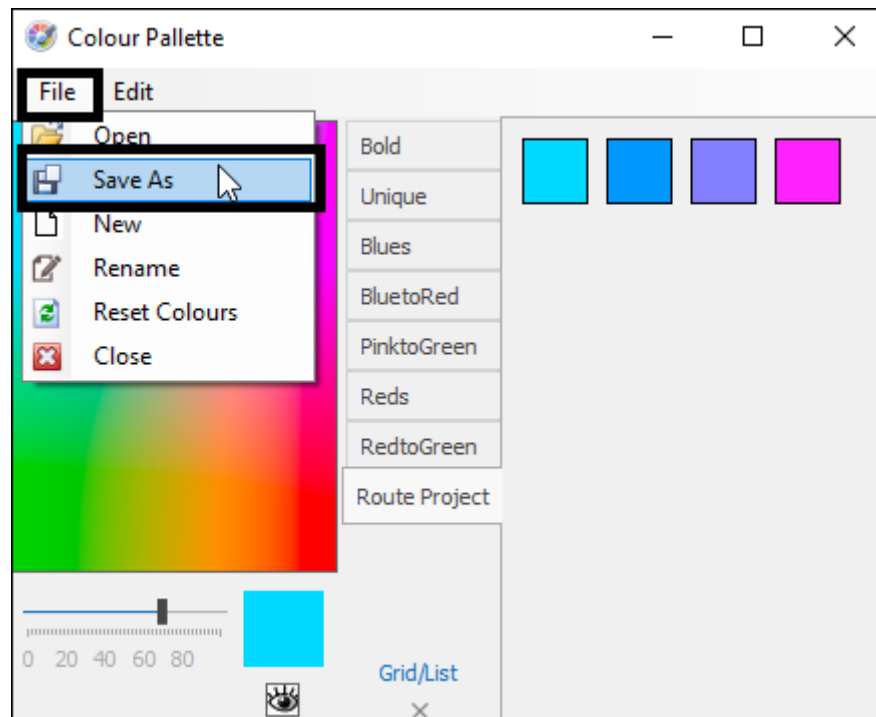 Colour Pallette
File Edit
Open
Save As
New
Rename
Reset Colours
Close
Bold
Unique
Blues
BluetoRed
PinktoGreen
Reds
RedtoGreen
Route Project
0 20 40 60 80
Grid/List